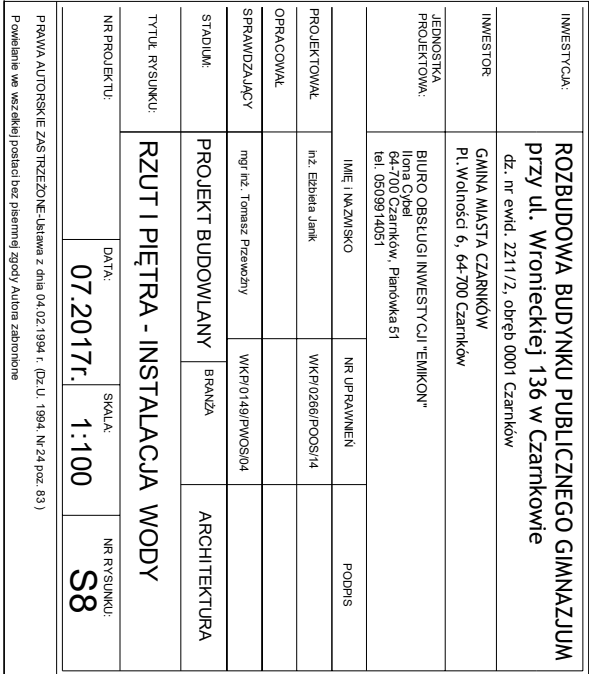 INWESTYCJA:
ROZBUDOWA BUDYNKU PUBLICZNEGO GIMNAZJUM
przy ul. Wronieckiej 136 w Czarnkowie
dz. nr ewid. 2211/2, obręb 0001 Czarnków
INWESTOR:
GMINA MIASTA CZARNKÓW
Pl. Wolności 6, 64-700 Czarnków
JEDNOSTKA
PROJEKTOWA:
BIURO OBSŁUGI INWESTYCJI "EMIKON"
Ilona Cybel
64-700 Czarnków, Pianówka 51
tel. 0509914051
IMIĘ i NAZWISKO
NR UPRAWNIEŃ
PODPIS
PROJEKTOWAŁ
inż. Elżbieta Janik
WKP/0266/POOS/14
OPRACOWAŁ
SPRAWDZAJĄCY
mgr inż. Tomasz Przewoźny
WKP/0149/PWOS/04
STADIUM:
PROJEKT BUDOWLANY
BRANŻA
ARCHITEKTURA
TYTUŁ RYSUNKU:
RZUT I PIĘTRA - INSTALACJA WODY
NR PROJEKTU:
DATA:
07.2017r.
SKALA:
1:100
NR RYSUNKU:
S8
PRAWA AUTORSKIE ZASTRZEŻONE-Ustawa z dnia 04.02.1994 r. (Dz.U. 1994. Nr 24 poz. 83 )
Powielanie we wszelkiej postaci bez pisemnej zgody Autora zabronione